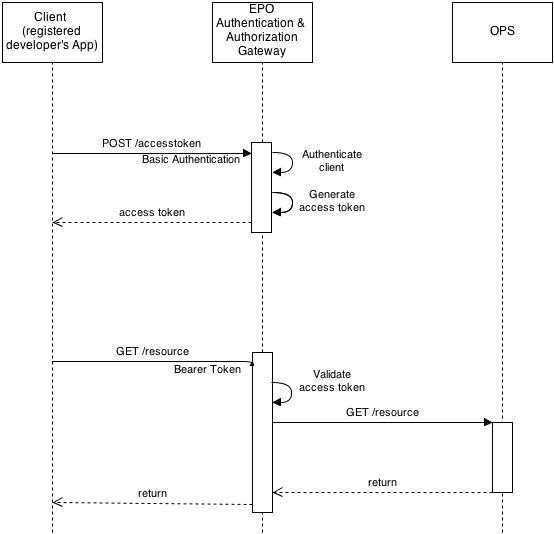 Client
(registered
developer's App)
EPO
Authentication &
Authorization
Gateway
OPS
POST /accesstoken
Basic Authentication
Authenticate
client
Generate
access token
access token
GET /resource
Bearer Token
Validate
access token
GET /resource
return
return